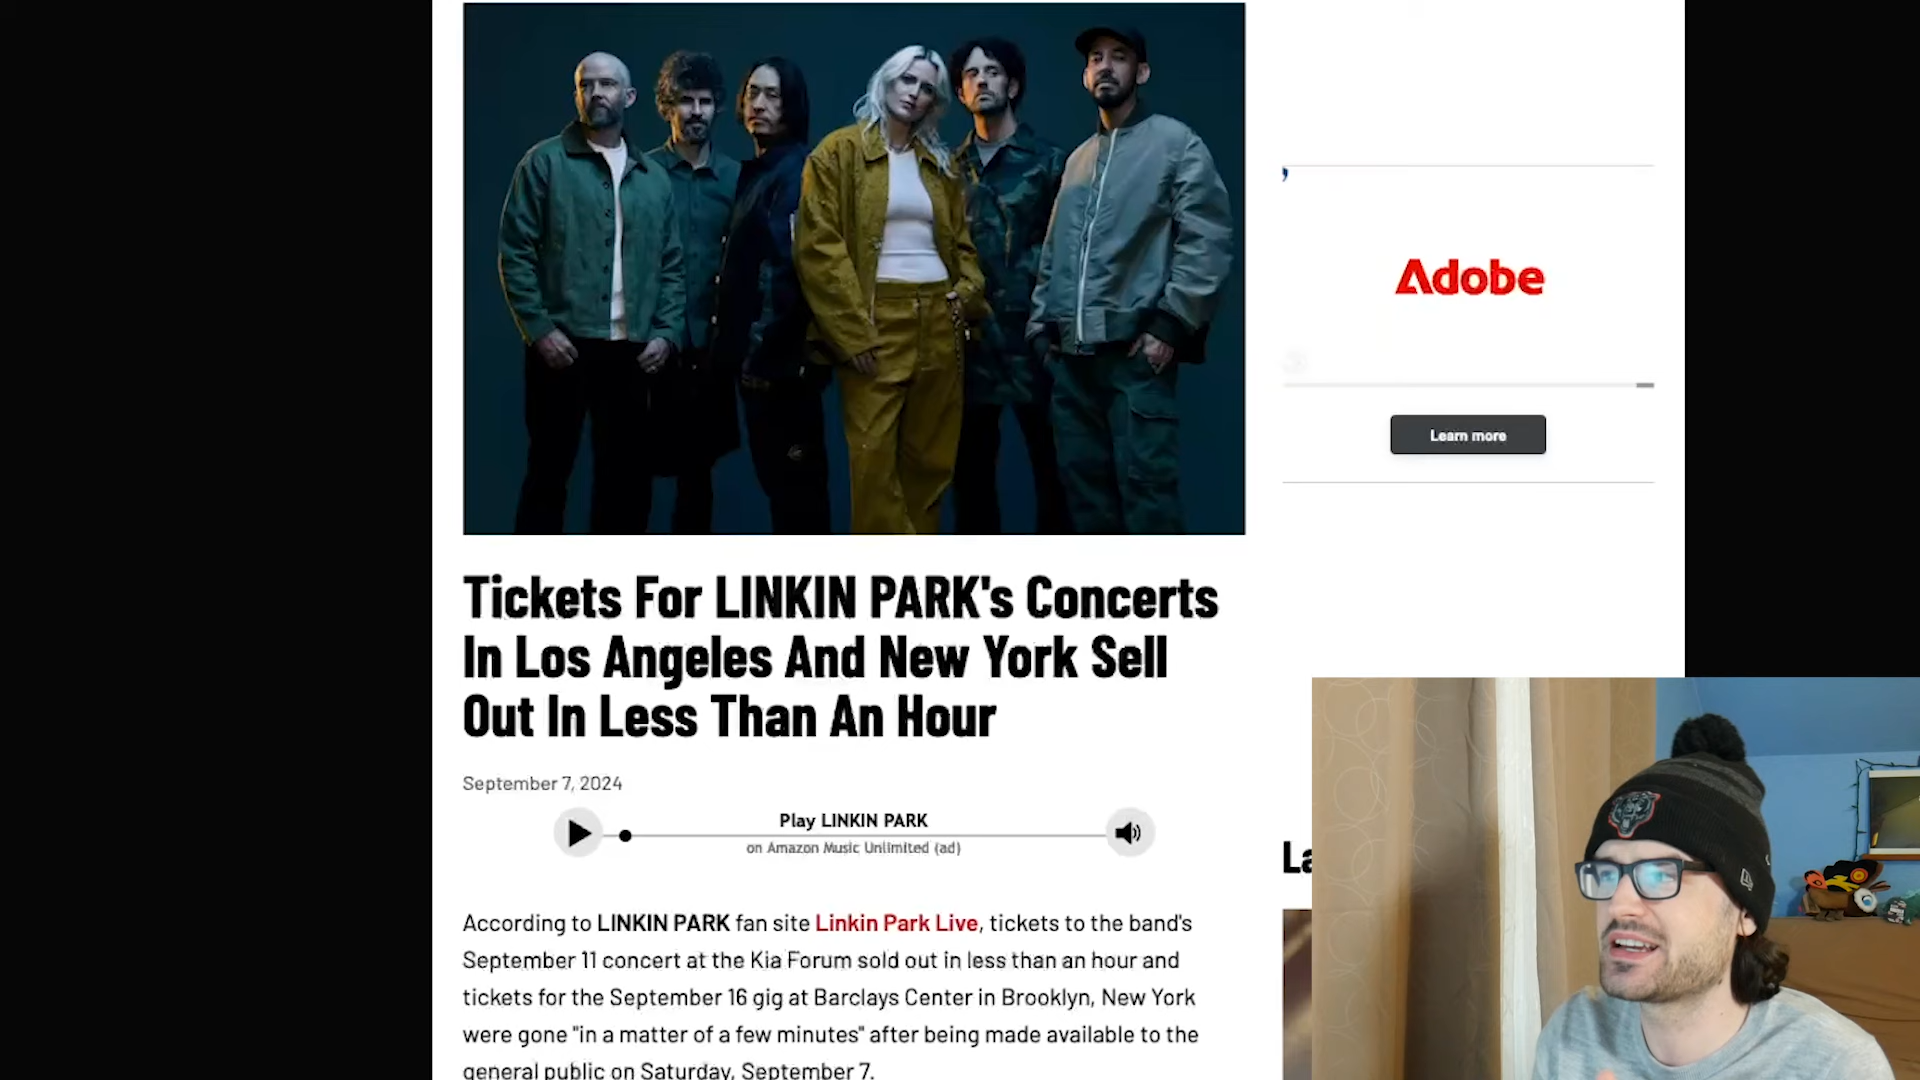 Adobe
Learn more
Tickets For LINKIN PARK's Concerts
In Los Angeles And New York Sell
Out In Less Than An Hour
September 7, 2024
Play LINKIN PARK
on Amazon Music Unlimited (ad)
According to LINKIN PARK fan site Linkin Park Live, tickets to the band's
September 11 concert at the Kia Forum sold out in less than an hour and
tickets for the September 16 gig at Barclays Center in Brooklyn, New York
were gone "in a matter of a few minutes" after being made available to the
general public on Saturday, September 7.